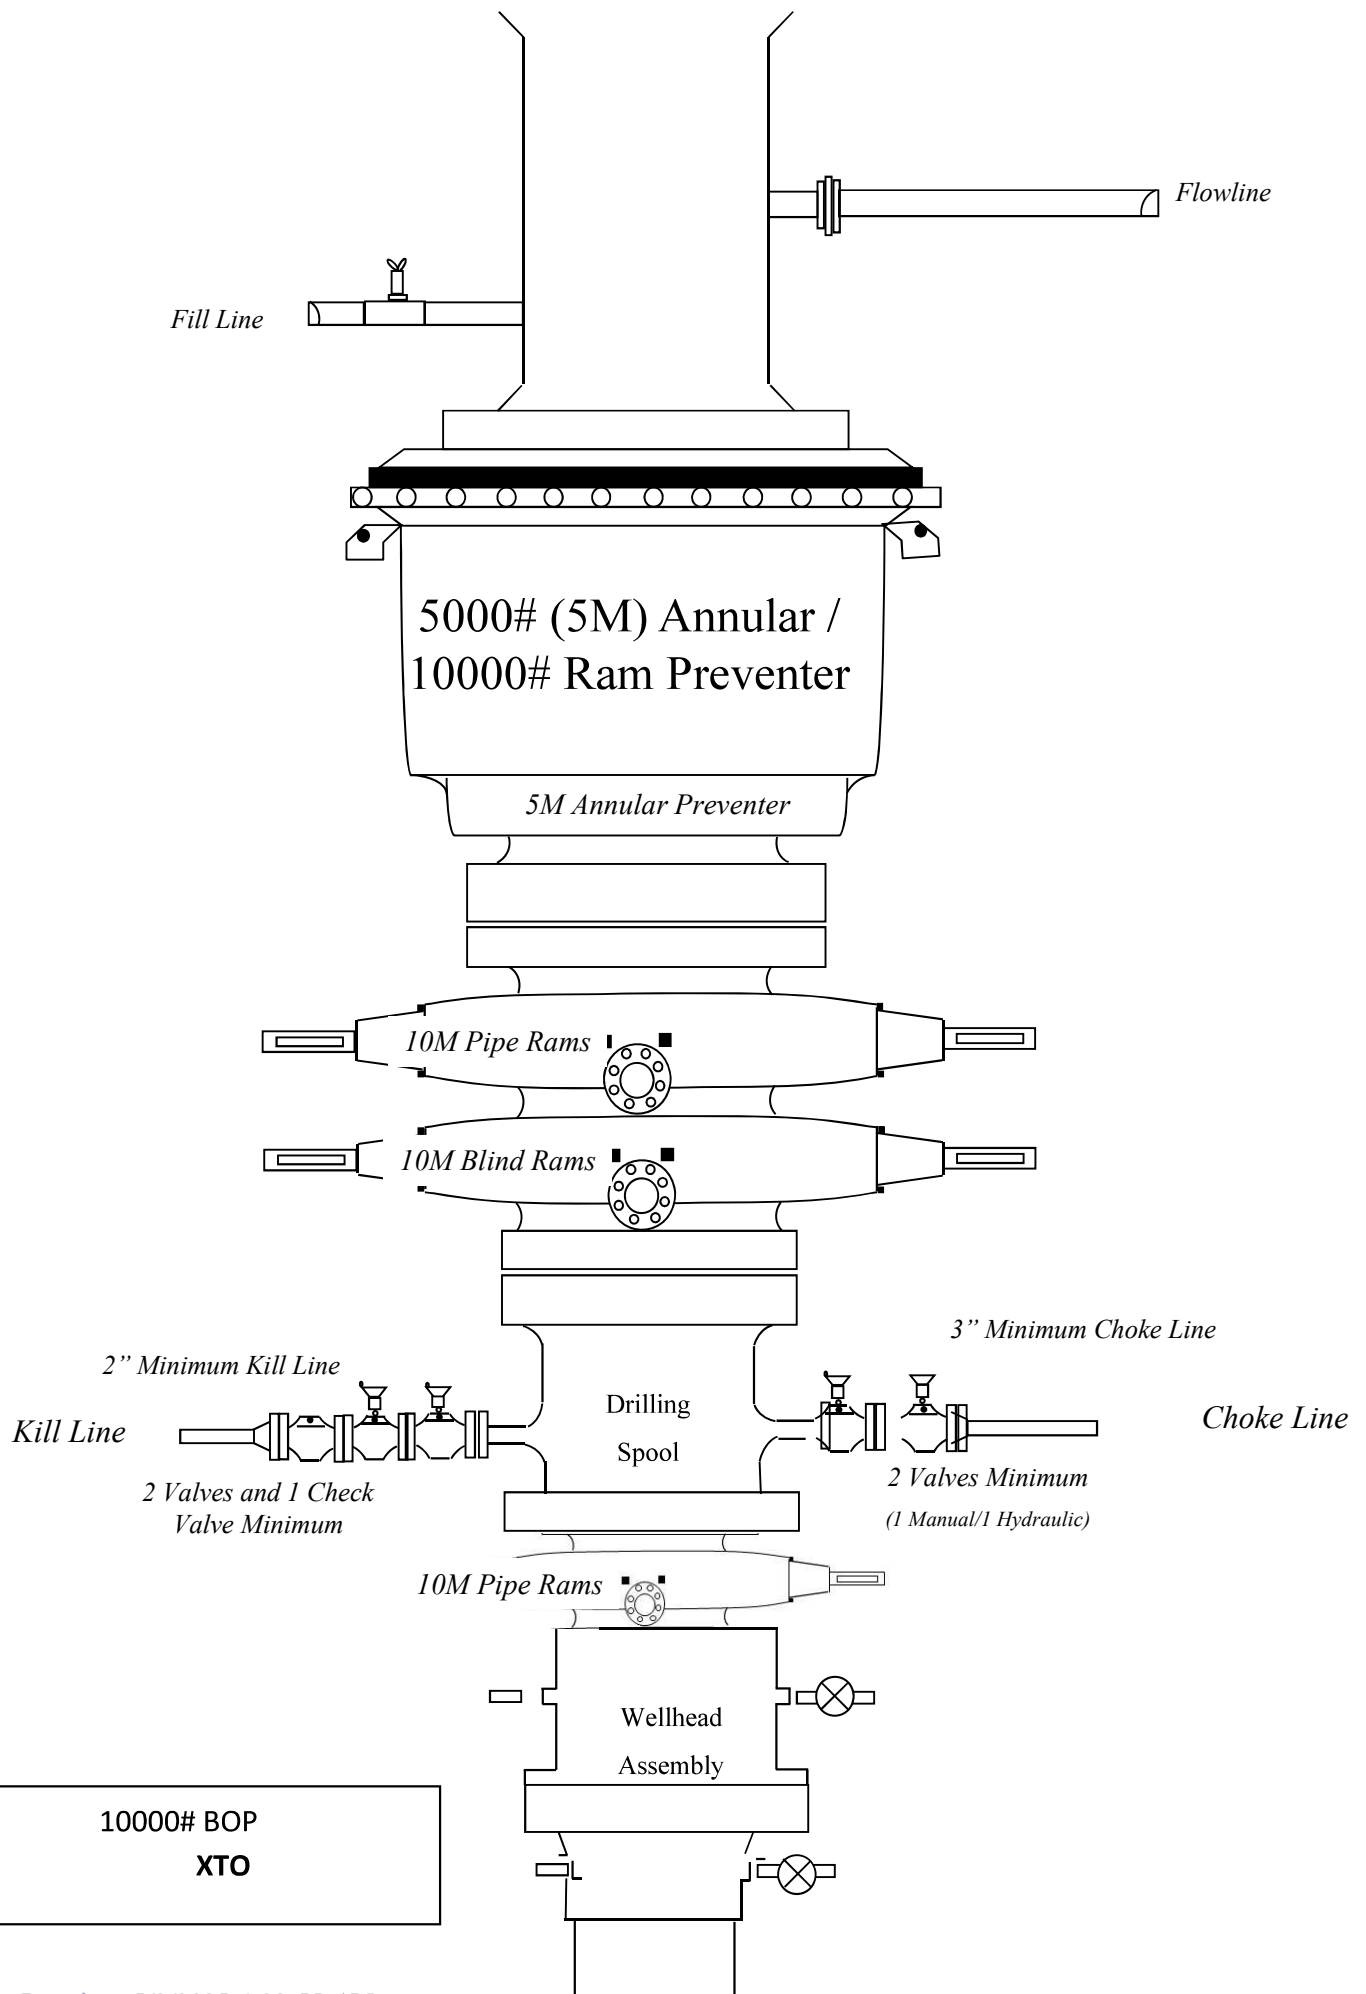 Flowline
Fill Line
5000# (5M) Annular /
10000# Ram Preventer
5M Annular Preventer
10M Pipe Rams
10M Blind Rams
3” Minimum Choke Line
2” Minimum Kill Line
Drilling
Spool
Kill Line
Choke Line
2 Valves and 1 Check
Valve Minimum
2 Valves Minimum
(1 Manual/1 Hydraulic)
10M Pipe Rams
Wellhead
Assembly
10000# BOP
XTO